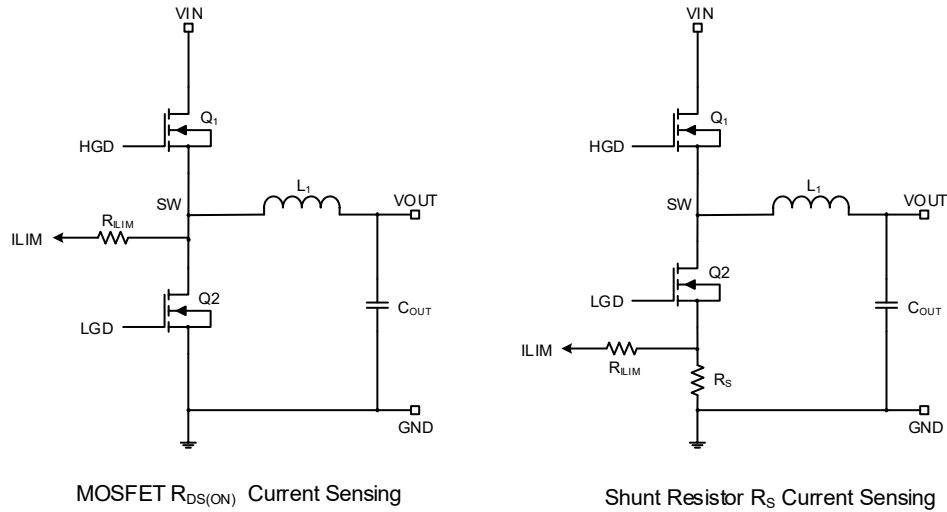 VIN
Q1
HGD
L1
SW
VOUT
RILIM
ILIM
Q2
COUT
LGD
GND
MOSFET RDS(ON) Current Sensing
VIN
Q1
HGD
L1
SW
VOUT
Q2
LGD
COUT
ILIM
RILIM
RS
GND
Shunt Resistor RS Current Sensing